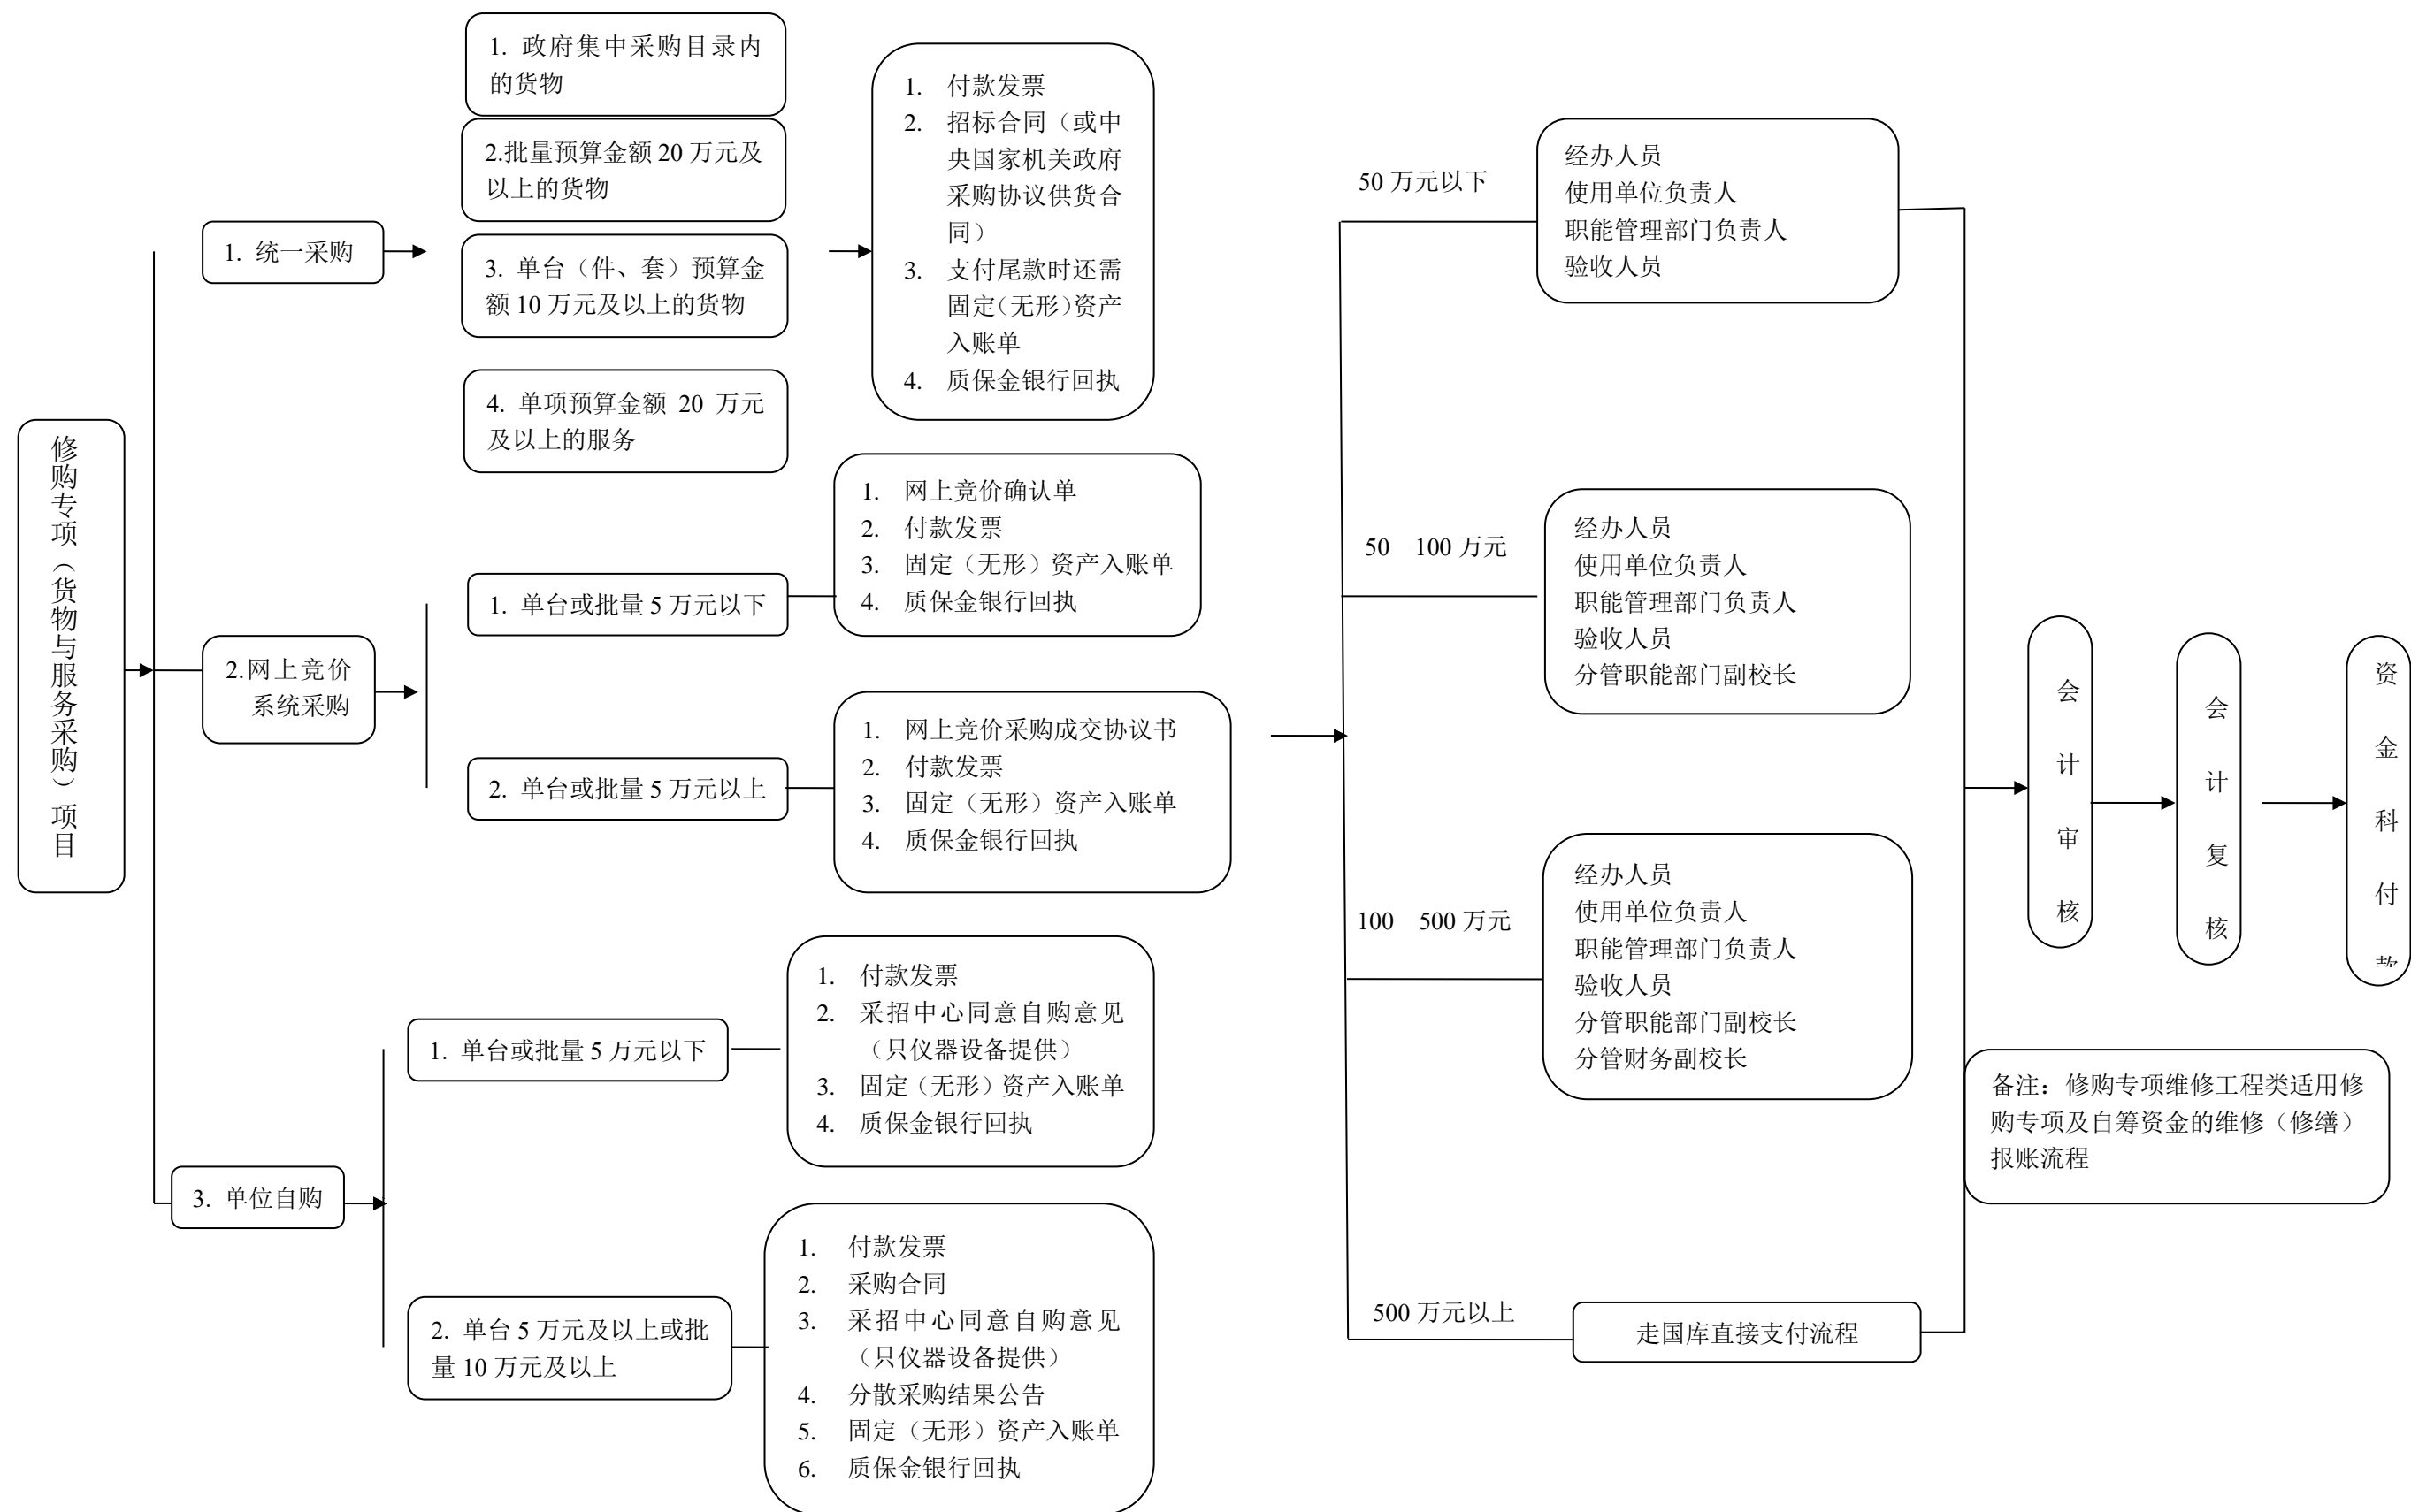 修购专项（货物与服务采购）项目
1. 统一采购
1. 政府集中采购目录内
的货物
2.批量预算金额 20 万元及
以上的货物
3. 单台（件、套）预算金
额 10 万元及以上的货物
4. 单项预算金额 20 万元
及以上的服务
1. 付款发票
2. 招标合同（或中
央国家机关政府
采购协议供货合
同）
3. 支付尾款时还需
固定(无形)资产
入账单
4. 质保金银行回执
2.网上竞价
系统采购
1. 单台或批量 5 万元以下
1. 网上竞价确认单
2. 付款发票
3. 固定（无形）资产入账单
4. 质保金银行回执
2. 单台或批量 5 万元以上
1. 网上竞价采购成交协议书
2. 付款发票
3. 固定（无形）资产入账单
4. 质保金银行回执
3. 单位自购
1. 单台或批量 5 万元以下
1. 付款发票
2. 采招中心同意自购意见
（只仪器设备提供）
3. 固定（无形）资产入账单
4. 质保金银行回执
2. 单台 5 万元及以上或批
量 10 万元及以上
1. 付款发票
2. 采购合同
3. 采招中心同意自购意见
（只仪器设备提供）
4. 分散采购结果公告
5. 固定（无形）资产入账单
6. 质保金银行回执
50 万元以下
经办人员
使用单位负责人
职能管理部门负责人
验收人员
50—100 万元
经办人员
使用单位负责人
职能管理部门负责人
验收人员
分管职能部门副校长
100—500 万元
经办人员
使用单位负责人
职能管理部门负责人
验收人员
分管职能部门副校长
分管财务副校长
500 万元以上
走国库直接支付流程
会计审核
会计复核
资金科付款
备注：修购专项维修工程类适用修
购专项及自筹资金的维修（修缮）
报账流程